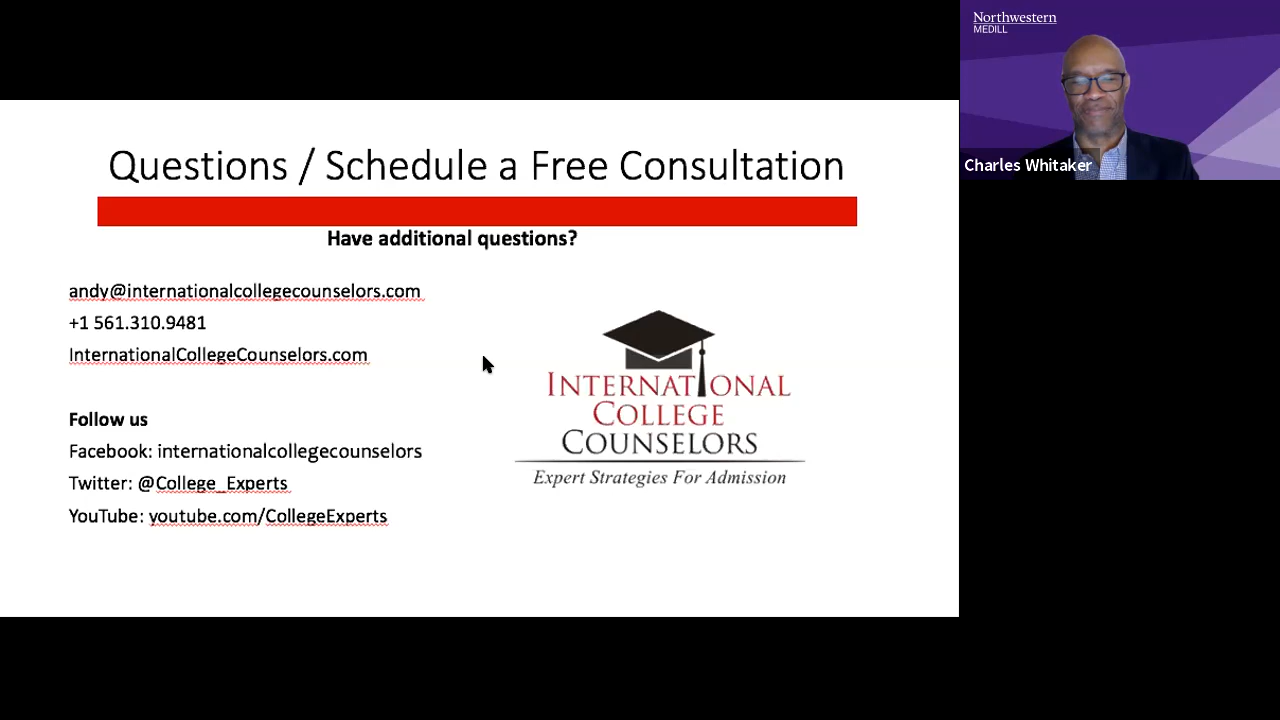 Questions / Schedule a Free Consultation
Have additional questions?
andy@internationalcollegecounselors.com
+1 561.310.9481
InternationalCollegeCounselors.com
Follow us
Facebook: internationalcollegecounselors
Twitter: @College_Experts
YouTube: youtube.com/CollegeExperts
INTERNATIONAL
COLLEGE
COUNSELORS
Expert Strategies For Admission
Northwestern
MEDILL
Charles Whitaker